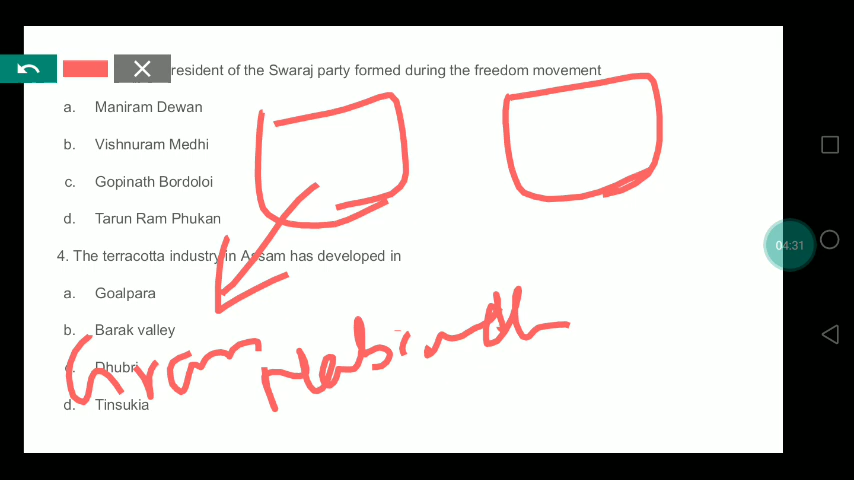 resident of the Swaraj party formed during the freedom movement
a. Maniram Dewan
b. Vishnuram Medhi
c. Gopinath Bordoloi
d. Tarun Ram Phukan
4. The terracotta industry in Assam has developed in
a. Goalpara
b. Barak valley
c. Dhubri
d. Tinsukia
04:31